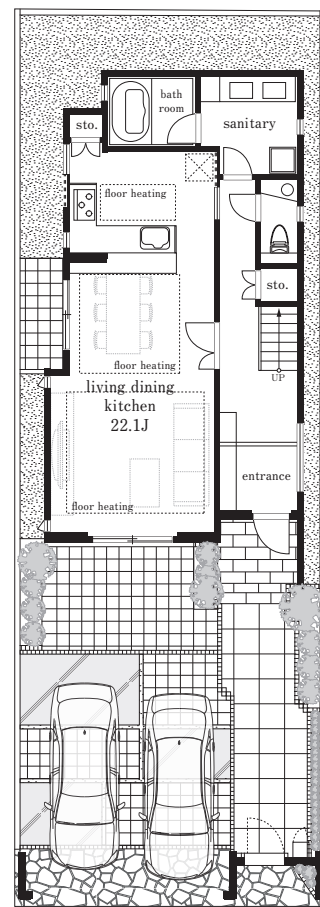 bath
room
sto.
sanitary
floor heating
sto.
floor heating
UP
living dining
kitchen
22.1J
entrance
floor heating